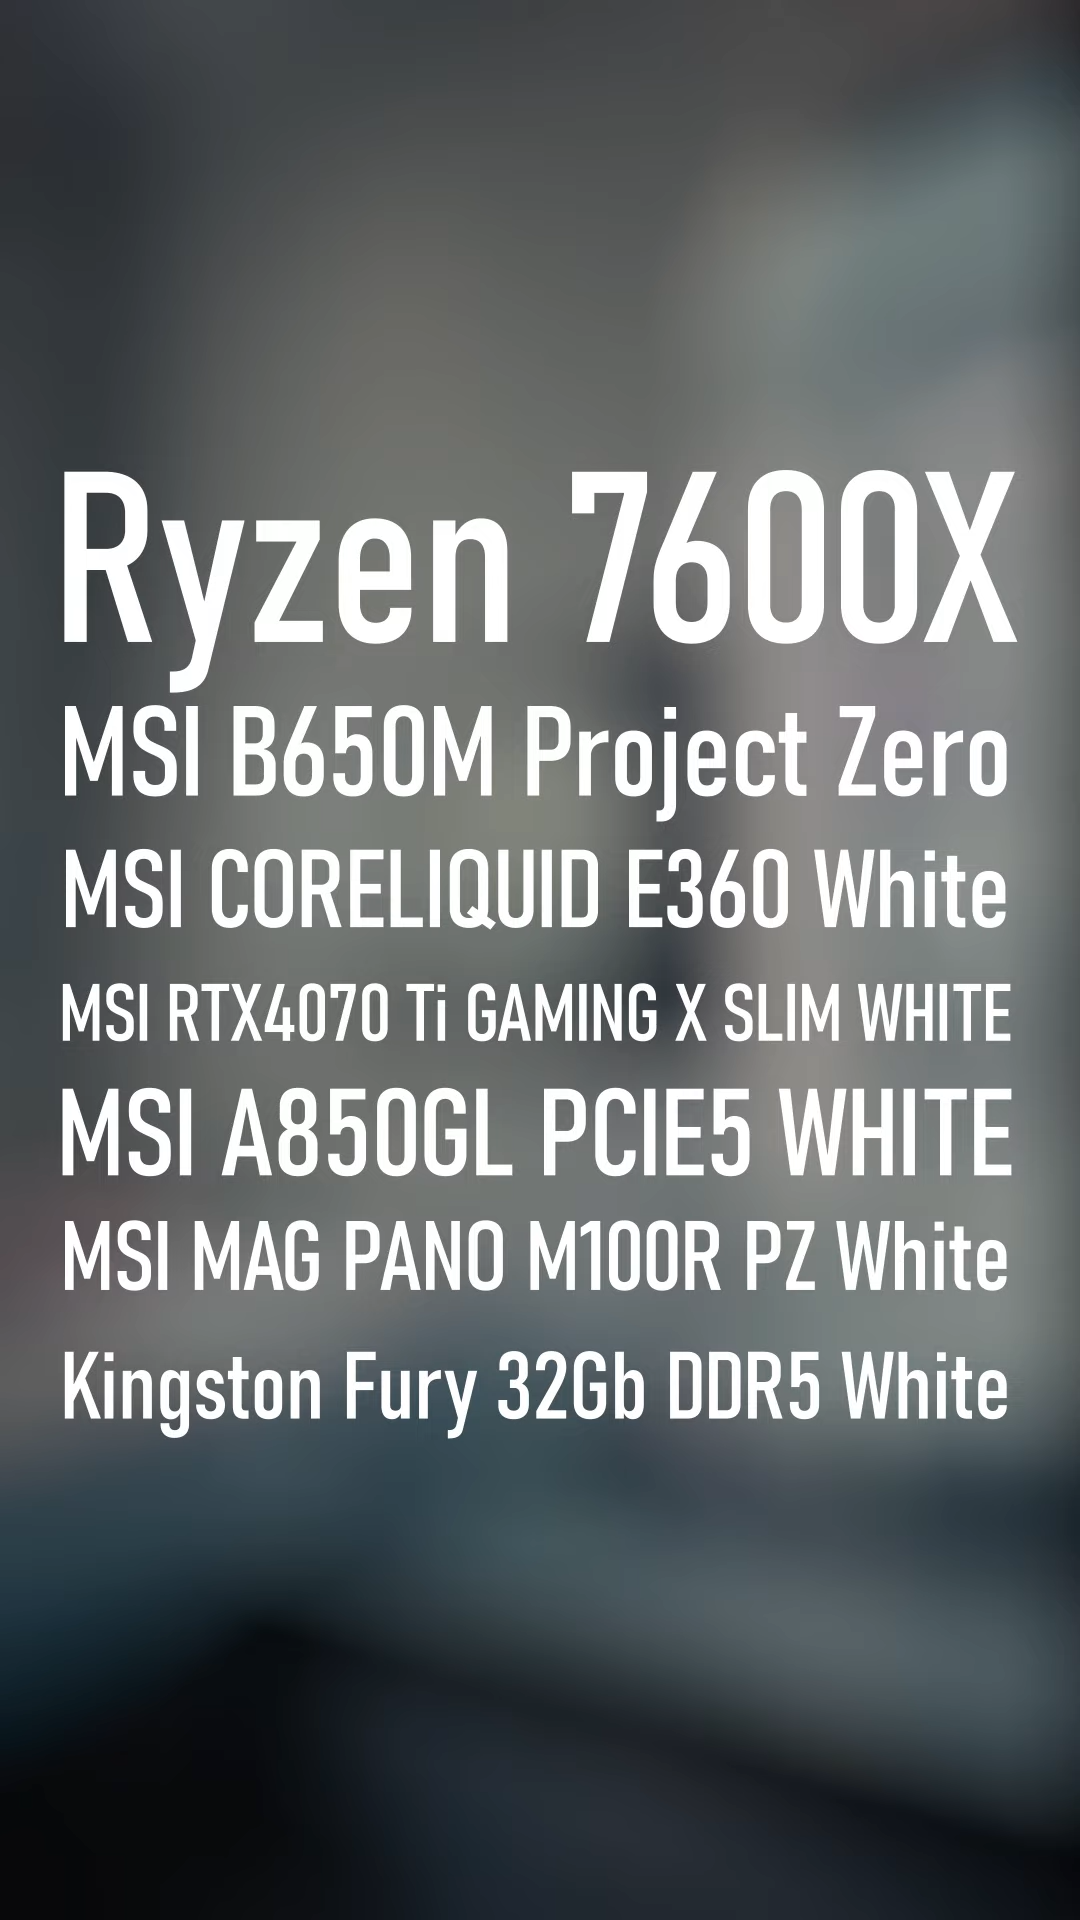 Ryzen 7600X
MSI B650M Project Zero
MSI CORELIQUID E360 White
MSI RTX4070 Ti GAMING X SLIM WHITE
MSI A850GL PCIE5 WHITE
MSI MAG PANO M100R PZ White
Kingston Fury 32Gb DDR5 White